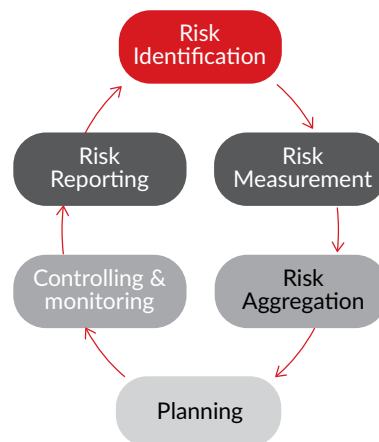 Risk
Identification
Risk
Reporting
Risk
Measurement
Controlling &
monitoring
Risk
Aggregation
Planning